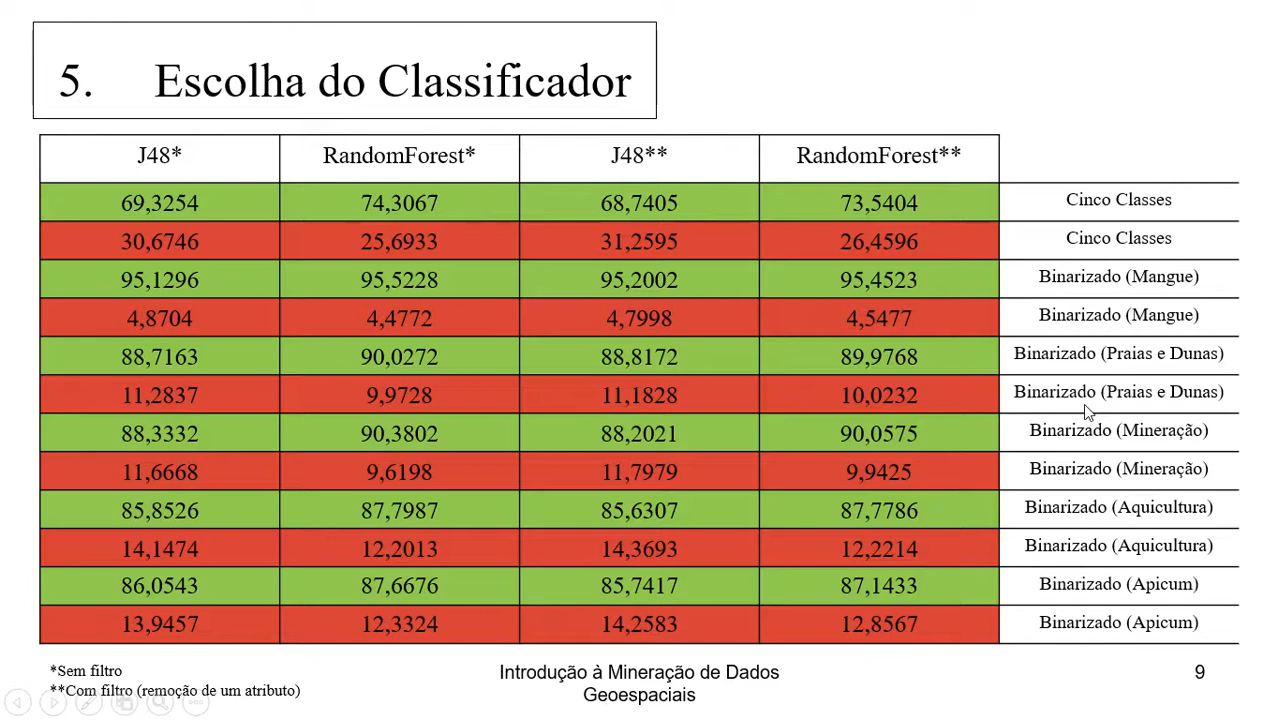 5. Escolha do Classificador
J48* RandomForest* J48** RandomForest**
69,3254 74,3067 68,7405 73,5404 Cinco Classes
30,6746 25,6933 31,2595 26,4596 Cinco Classes
95,1296 95,5228 95,2002 95,4523 Binarizado (Mangue)
4,8704 4,4772 4,7998 4,5477 Binarizado (Mangue)
88,7163 90,0272 88,8172 89,9768 Binarizado (Praias e Dunas)
11,2837 9,9728 11,1828 10,0232 Binarizado (Praias e Dunas)
88,3332 90,3802 88,2021 90,0575 Binarizado (Mineração)
11,6668 9,6198 11,7979 9,9425 Binarizado (Mineração)
85,8526 87,7987 85,6307 87,7786 Binarizado (Aquicultura)
14,1474 12,2013 14,3693 12,2214 Binarizado (Aquicultura)
86,0543 87,6676 85,7417 87,1433 Binarizado (Apicum)
13,9457 12,3324 14,2583 12,8567 Binarizado (Apicum)
*Sem filtro
**Com filtro (remoção de um atributo)
Introdução à Mineração de Dados
Geoespaciais
9